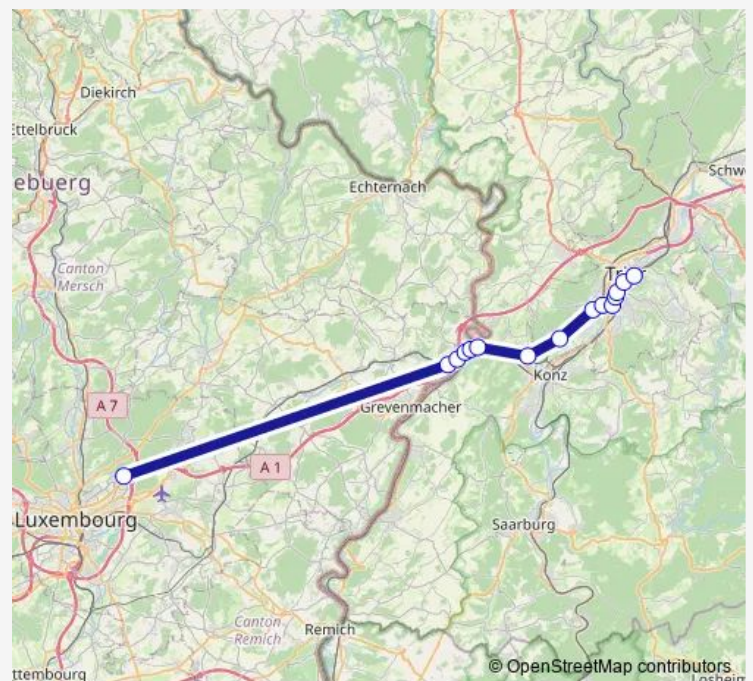 Diekirch
Ettelbruck
Schw
ebuerg
Echternach
Canton
Mersch
Trier
Konz
A 7
Grevenmacher
A 1
Luxembourg
Saarburg
Canton
Remich
Remich
ttembourg
© OpenStreetMap contributors
Losheim